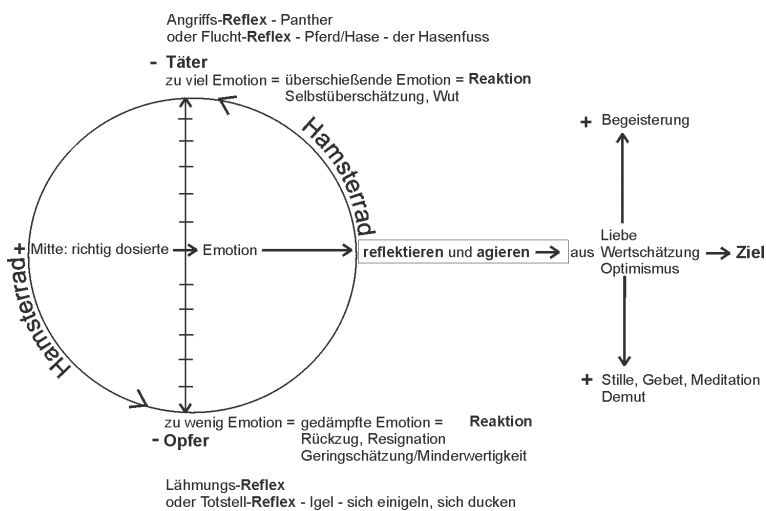 Angriffs-Reflex - Panther
oder Flucht-Reflex - Pferd/Hase - der Hasenfuss
- Täter
zu viel Emotion = überschießende Emotion = Reaktion
Selbstüberschätzung, Wut
Hamsterrad
+ Begeisterung
+ Mitte: richtig dosierte Emotion reflektieren und agieren aus
Liebe
Wertschätzung
Optimismus
Ziel
Hamsterrad
+ Stille, Gebet, Meditation
Demut
zu wenig Emotion = gedämpfte Emotion = Reaktion
- Opfer
Rückzug, Resignation
Geringschätzung/Minderwertigkeit
Lähmungs-Reflex
oder Totstell-Reflex - Igel - sich einigeln, sich ducken